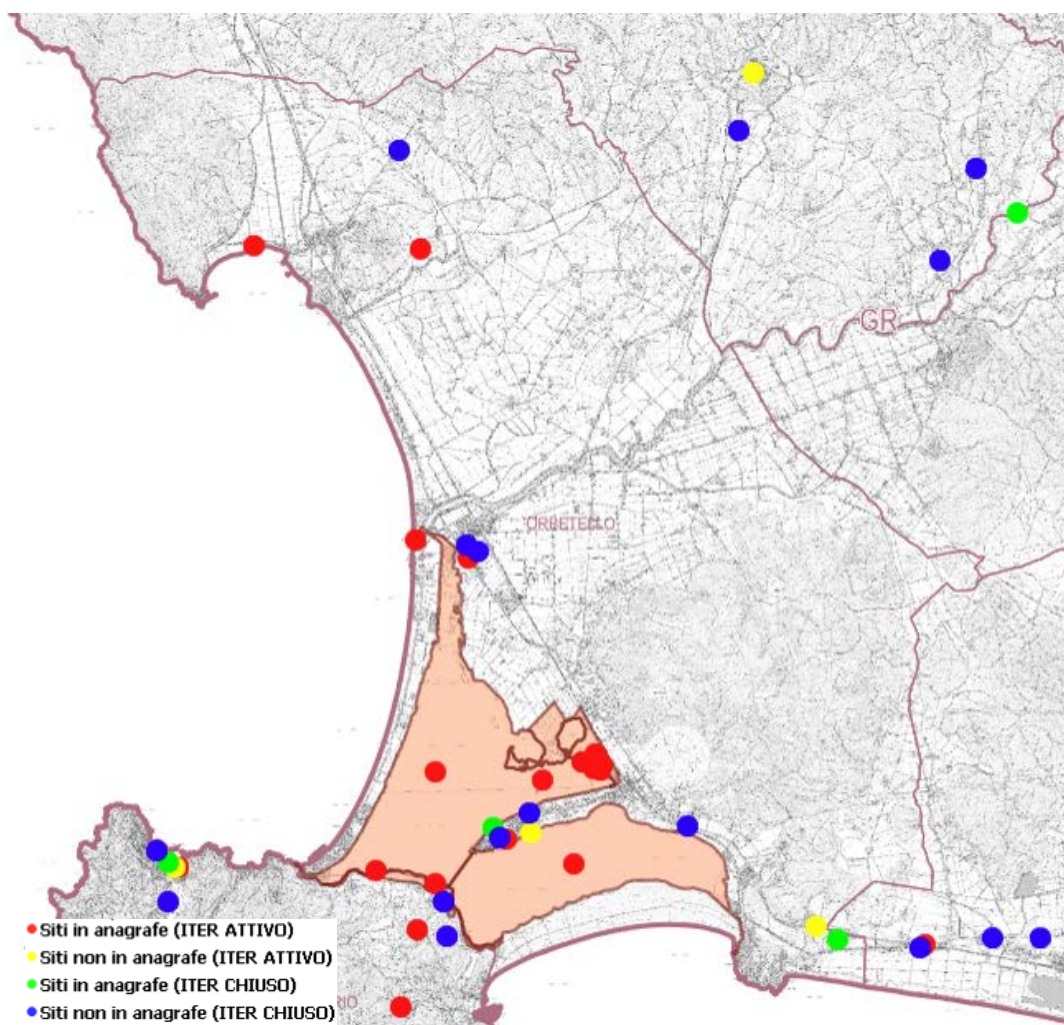 GR
ORBETELLO
Siti in anagrafe (ITER ATTIVO)
Siti non in anagrafe (ITER ATTIVO)
Siti in anagrafe (ITER CHIUSO)
Siti non in anagrafe (ITER CHIUSO)
RIO